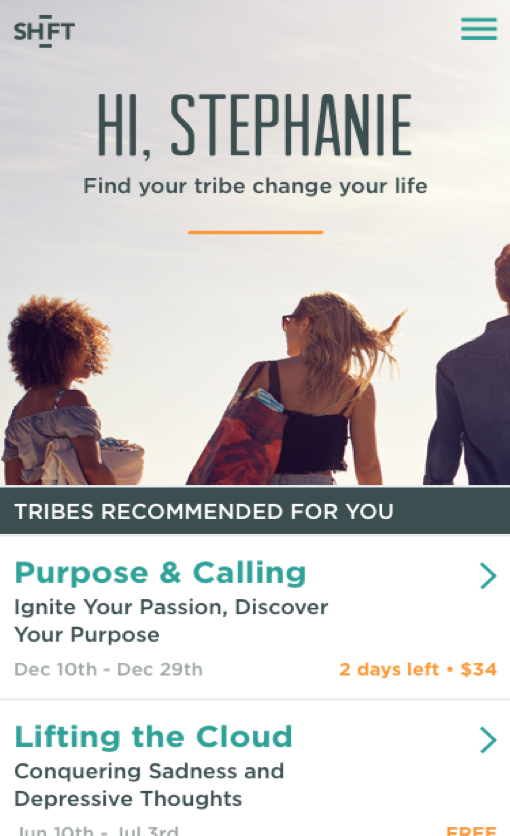 SHFT
HI, STEPHANIE
Find your tribe change your life
TRIBES RECOMMENDED FOR YOU
Purpose & Calling
Ignite Your Passion, Discover
Your Purpose
Dec 10th - Dec 29th 2 days left • $34
Lifting the Cloud
Conquering Sadness and
Depressive Thoughts
Jun 10th - Jul 3rd FREE